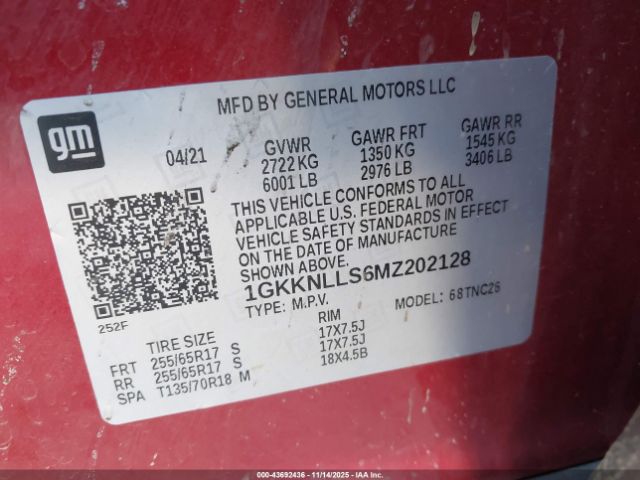 MFD BY GENERAL MOTORS LLC
gm
04/21
GVWR GAWR FRT GAWR RR
2722 KG 1350 KG 1545 KG
6001 LB 2976 LB 3406 LB
THIS VEHICLE CONFORMS TO ALL
APPLICABLE U.S. FEDERAL MOTOR
VEHICLE SAFETY STANDARDS IN EFFECT
ON THE DATE OF MANUFACTURE
SHOWN ABOVE.
1GKKNLLS6MZ202128
TYPE: M.P.V. MODEL: 68TNC26
252F
TIRE SIZE RIM
FRT 255/65R17 S 17X7.5J
RR 255/65R17 S 17X7.5J
SPA T135/70R18 M 18X4.5B
00-43692436 - 11/14/2025 - COPYRIGHT IAA, LLC